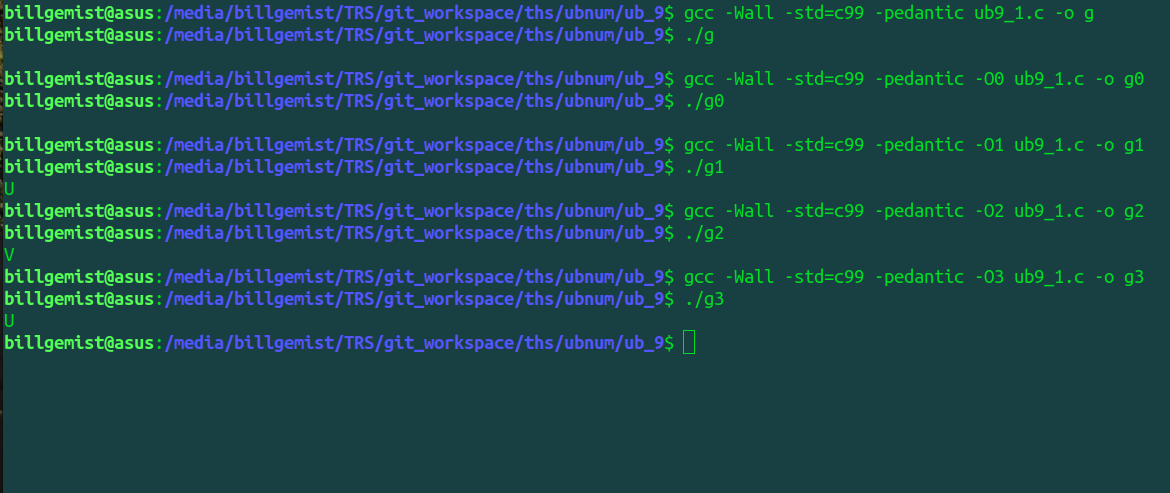 billgemist@asus:/media/billgemist/TRS/git_workspace/ths/ubnum/ub_9$ gcc -Wall -std=c99 -pedantic ub9_1.c -o g
billgemist@asus:/media/billgemist/TRS/git_workspace/ths/ubnum/ub_9$ ./g
billgemist@asus:/media/billgemist/TRS/git_workspace/ths/ubnum/ub_9$ gcc -Wall -std=c99 -pedantic -O0 ub9_1.c -o g0
billgemist@asus:/media/billgemist/TRS/git_workspace/ths/ubnum/ub_9$ ./g0
billgemist@asus:/media/billgemist/TRS/git_workspace/ths/ubnum/ub_9$ gcc -Wall -std=c99 -pedantic -O1 ub9_1.c -o g1
billgemist@asus:/media/billgemist/TRS/git_workspace/ths/ubnum/ub_9$ ./g1
U
billgemist@asus:/media/billgemist/TRS/git_workspace/ths/ubnum/ub_9$ gcc -Wall -std=c99 -pedantic -O2 ub9_1.c -o g2
billgemist@asus:/media/billgemist/TRS/git_workspace/ths/ubnum/ub_9$ ./g2
V
billgemist@asus:/media/billgemist/TRS/git_workspace/ths/ubnum/ub_9$ gcc -Wall -std=c99 -pedantic -O3 ub9_1.c -o g3
billgemist@asus:/media/billgemist/TRS/git_workspace/ths/ubnum/ub_9$ ./g3
U
billgemist@asus:/media/billgemist/TRS/git_workspace/ths/ubnum/ub_9$